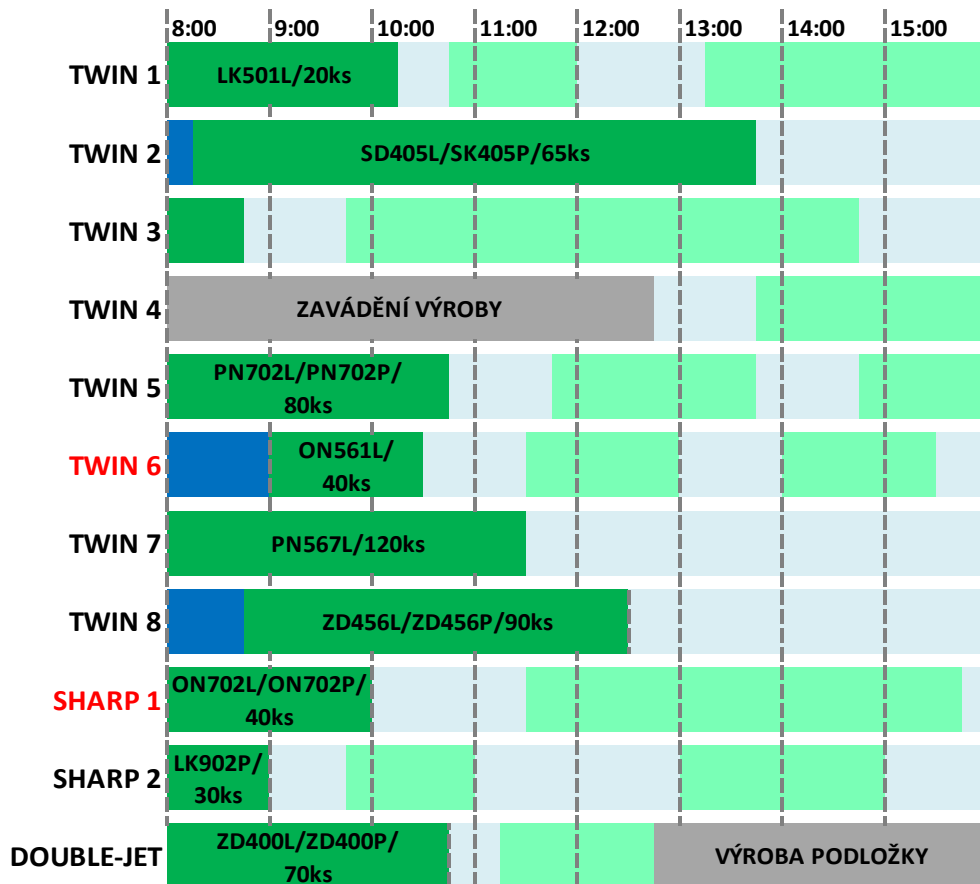 8:00 9:00 10:00 11:00 12:00 13:00 14:00 15:00
TWIN 1 LK501L/20ks
TWIN 2 SD405L/SK405P/65ks
TWIN 3
TWIN 4 ZAVÁDĚNÍ VÝROBY
TWIN 5 PN702L/PN702P/
80ks
TWIN 6 ON561L/
40ks
TWIN 7 PN567L/120ks
TWIN 8 ZD456L/ZD456P/90ks
SHARP 1 ON702L/ON702P/
40ks
SHARP 2 LK902P/
30ks
DOUBLE-JET ZD400L/ZD400P/
70ks VÝROBA PODLOŽKY